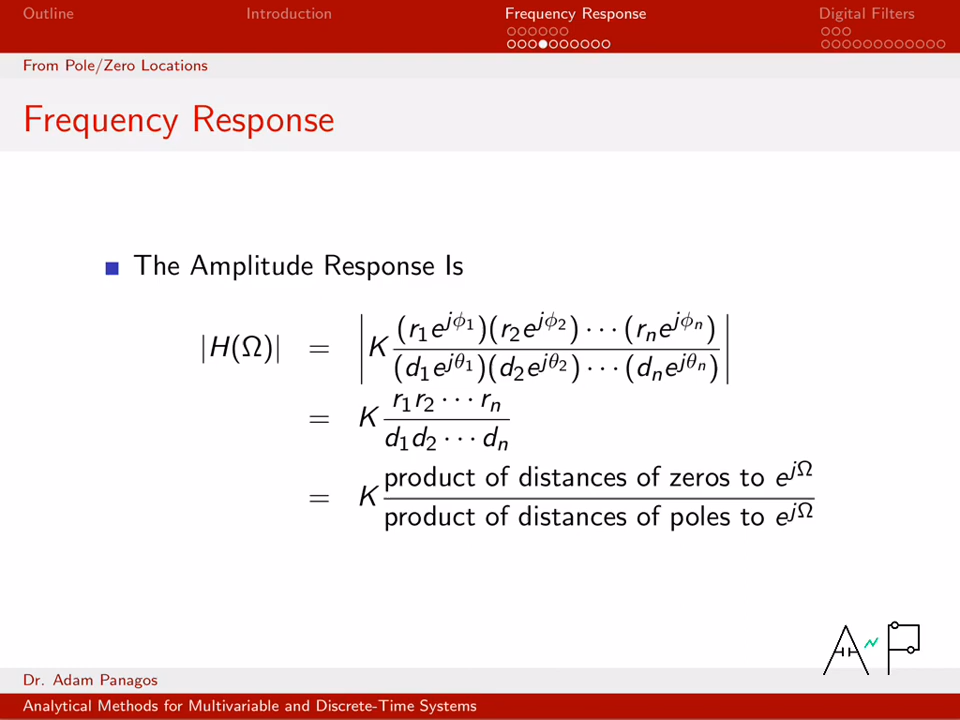 Outline Introduction Frequency Response Digital Filters
From Pole/Zero Locations
Frequency Response
The Amplitude Response Is
|H(Ω)| = |K (r₁e^{jϕ₁})(r₂e^{jϕ₂}) ··· (rₙe^{jϕₙ}) / (d₁e^{jθ₁})(d₂e^{jθ₂}) ··· (dₙe^{jθₙ})|
= K r₁r₂ ··· rₙ / d₁d₂ ··· dₙ
= K product of distances of zeros to e^{jΩ} / product of distances of poles to e^{jΩ}
Dr. Adam Panagos
Analytical Methods for Multivariable and Discrete-Time Systems